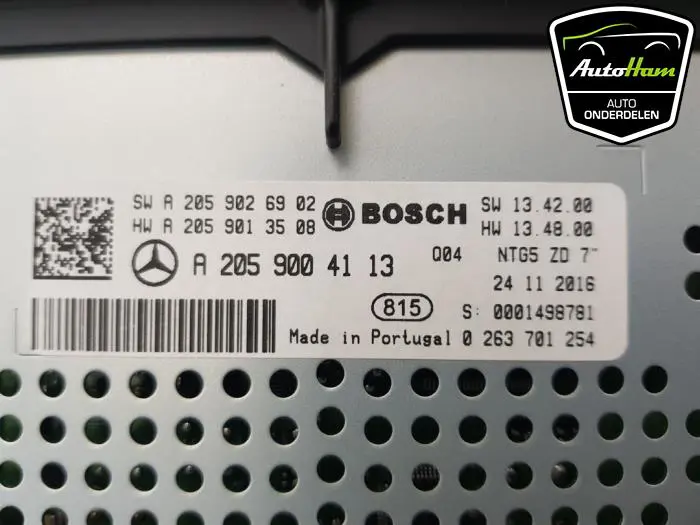 AutoHam
AUTO
ONDERDELEN
SW A 205 902 69 02
HW A 205 901 35 08
BOSCH
SW 13.42.00
HW 13.48.00
A 205 900 41 13
Q04
NTG5 ZD 7"
24 11 2016
815
S: 0001498781
Made in Portugal 0 263 701 254